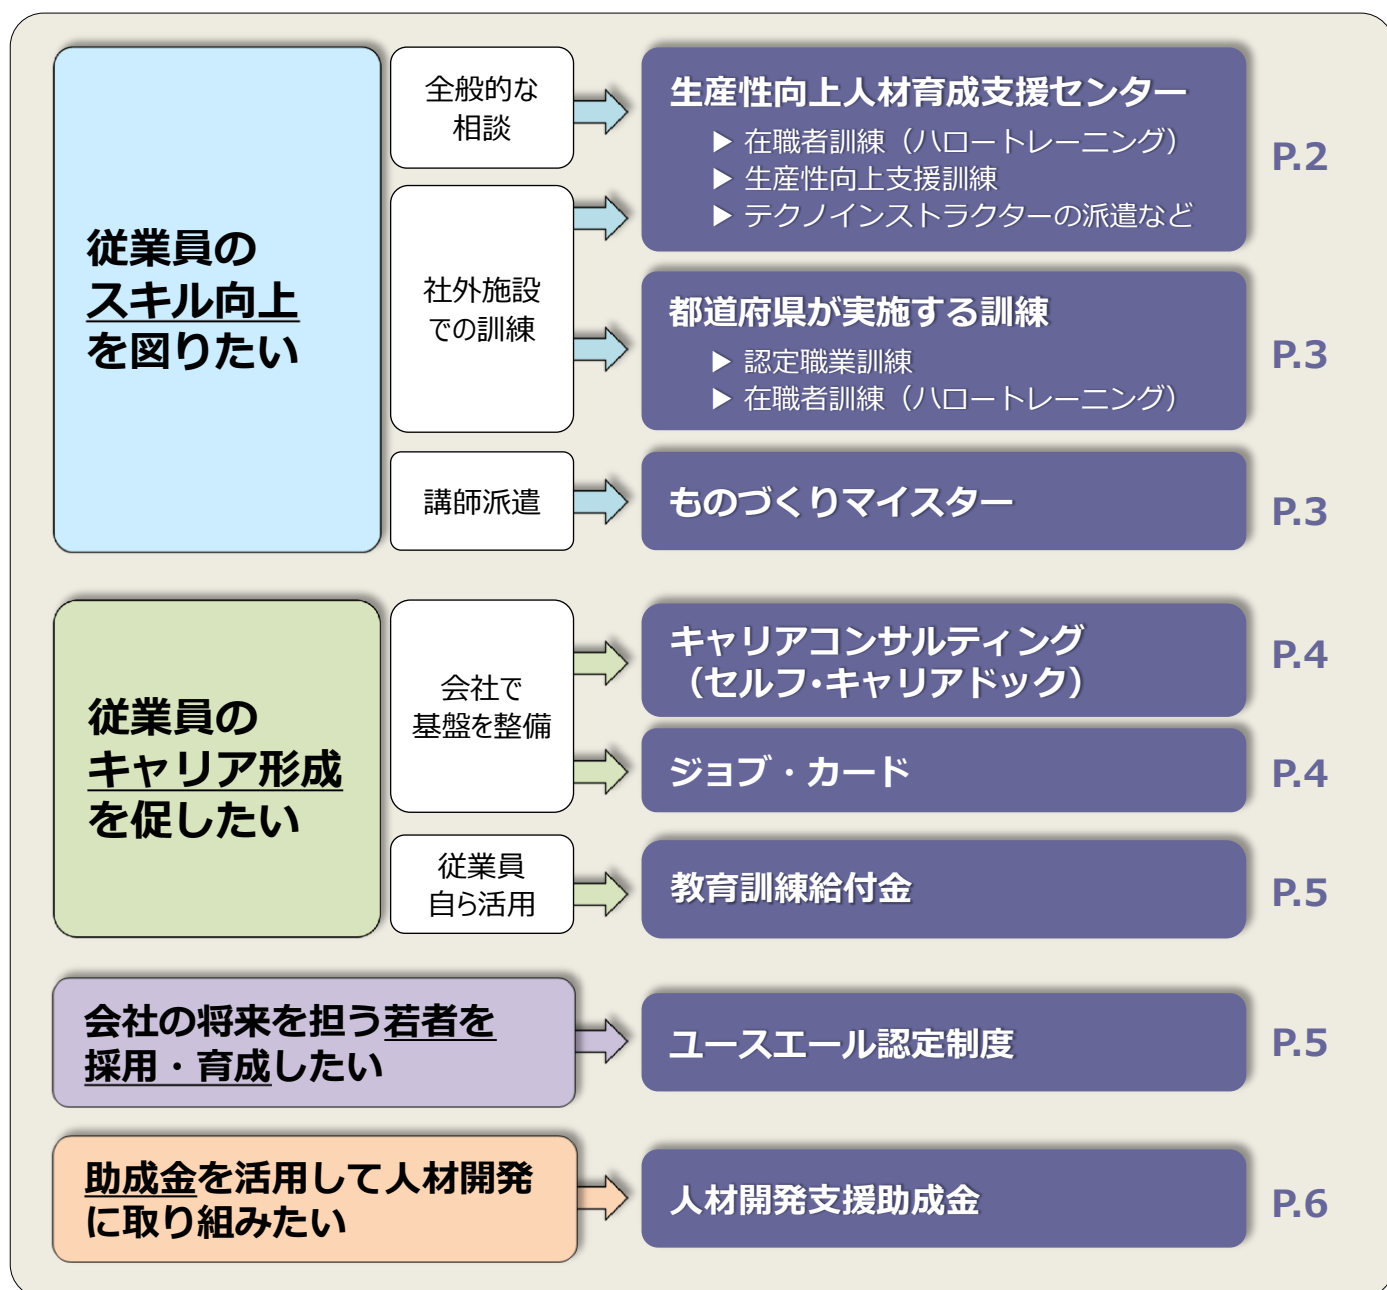 従業員の
スキル向上
を図りたい
全般的な
相談
生産性向上人材育成支援センター
▶ 在職者訓練（ハロートレーニング）
▶ 生産性向上支援訓練
▶ テクノインストラクターの派遣など
P.2
社外施設
での訓練
都道府県が実施する訓練
▶ 認定職業訓練
▶ 在職者訓練（ハロートレーニング）
P.3
講師派遣
ものづくりマイスター
P.3
従業員の
キャリア形成
を促したい
会社で
基盤を整備
キャリアコンサルティング
（セルフ･キャリアドック）
P.4
ジョブ・カード
P.4
従業員
自ら活用
教育訓練給付金
P.5
会社の将来を担う若者を
採用・育成したい
ユースエール認定制度
P.5
助成金を活用して人材開発
に取り組みたい
人材開発支援助成金
P.6